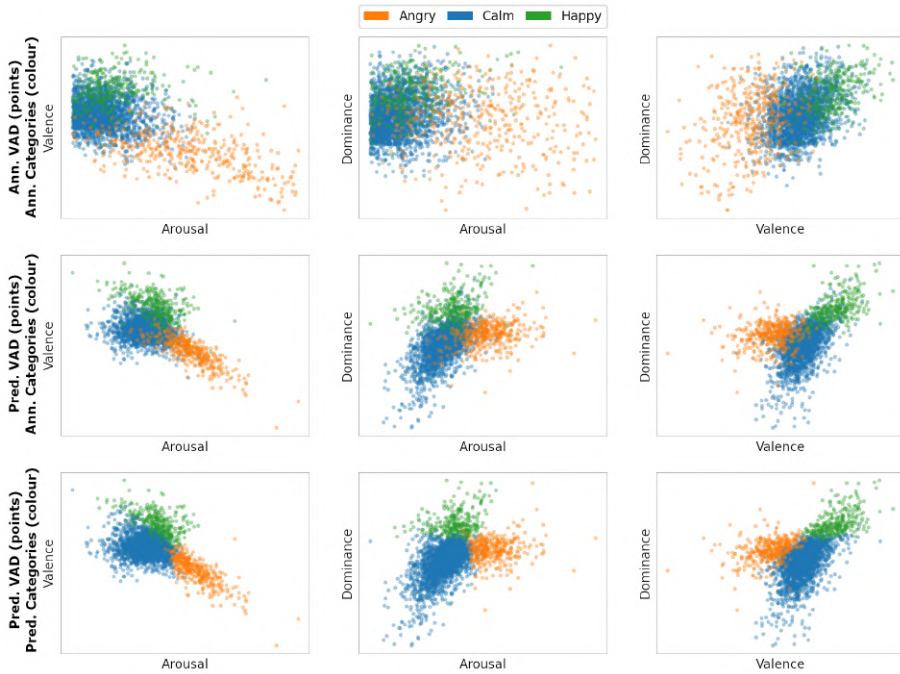 Angry Calm Happy
Ann. VAD (points)
Ann. Categories (colour)
Valence
Arousal
Dominance
Arousal
Dominance
Valence
Pred. VAD (points)
Ann. Categories (colour)
Valence
Arousal
Dominance
Arousal
Dominance
Valence
Pred. VAD (points)
Pred. Categories (colour)
Valence
Arousal
Dominance
Arousal
Dominance
Valence